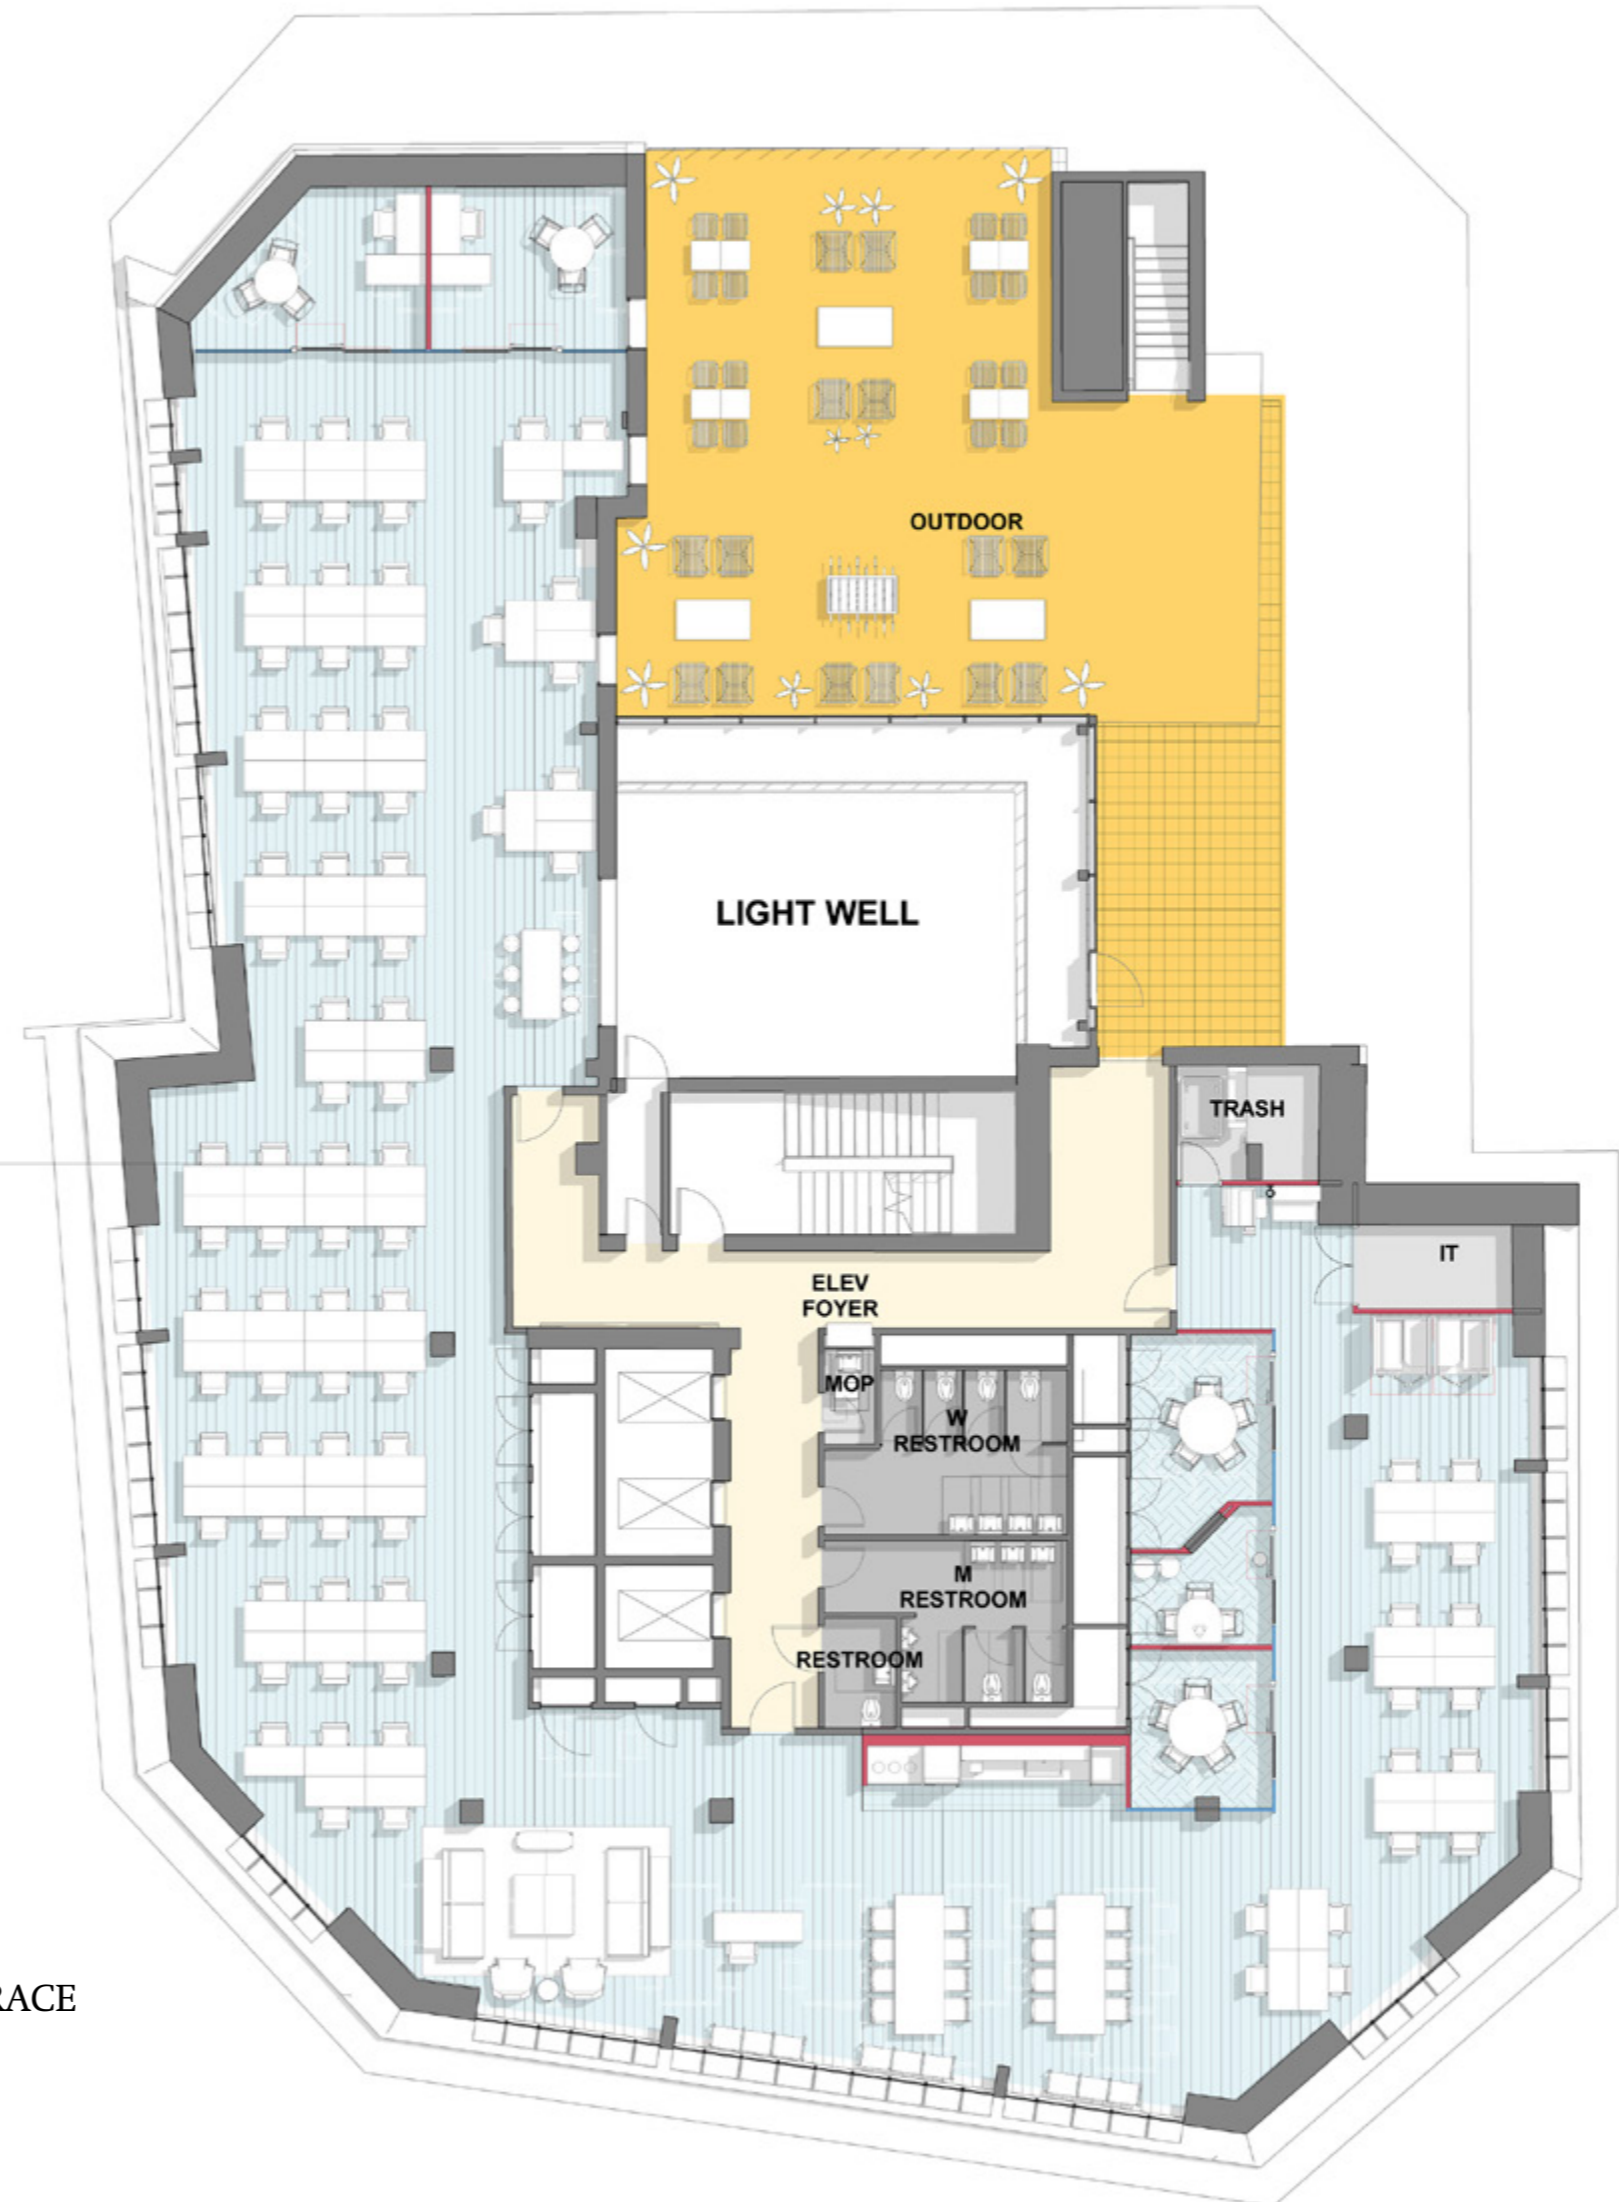 OUTDOOR
LIGHT WELL
TRASH
IT
ELEV
FOYER
MOP
W
RESTROOM
M
RESTROOM
RESTROOM
RACE